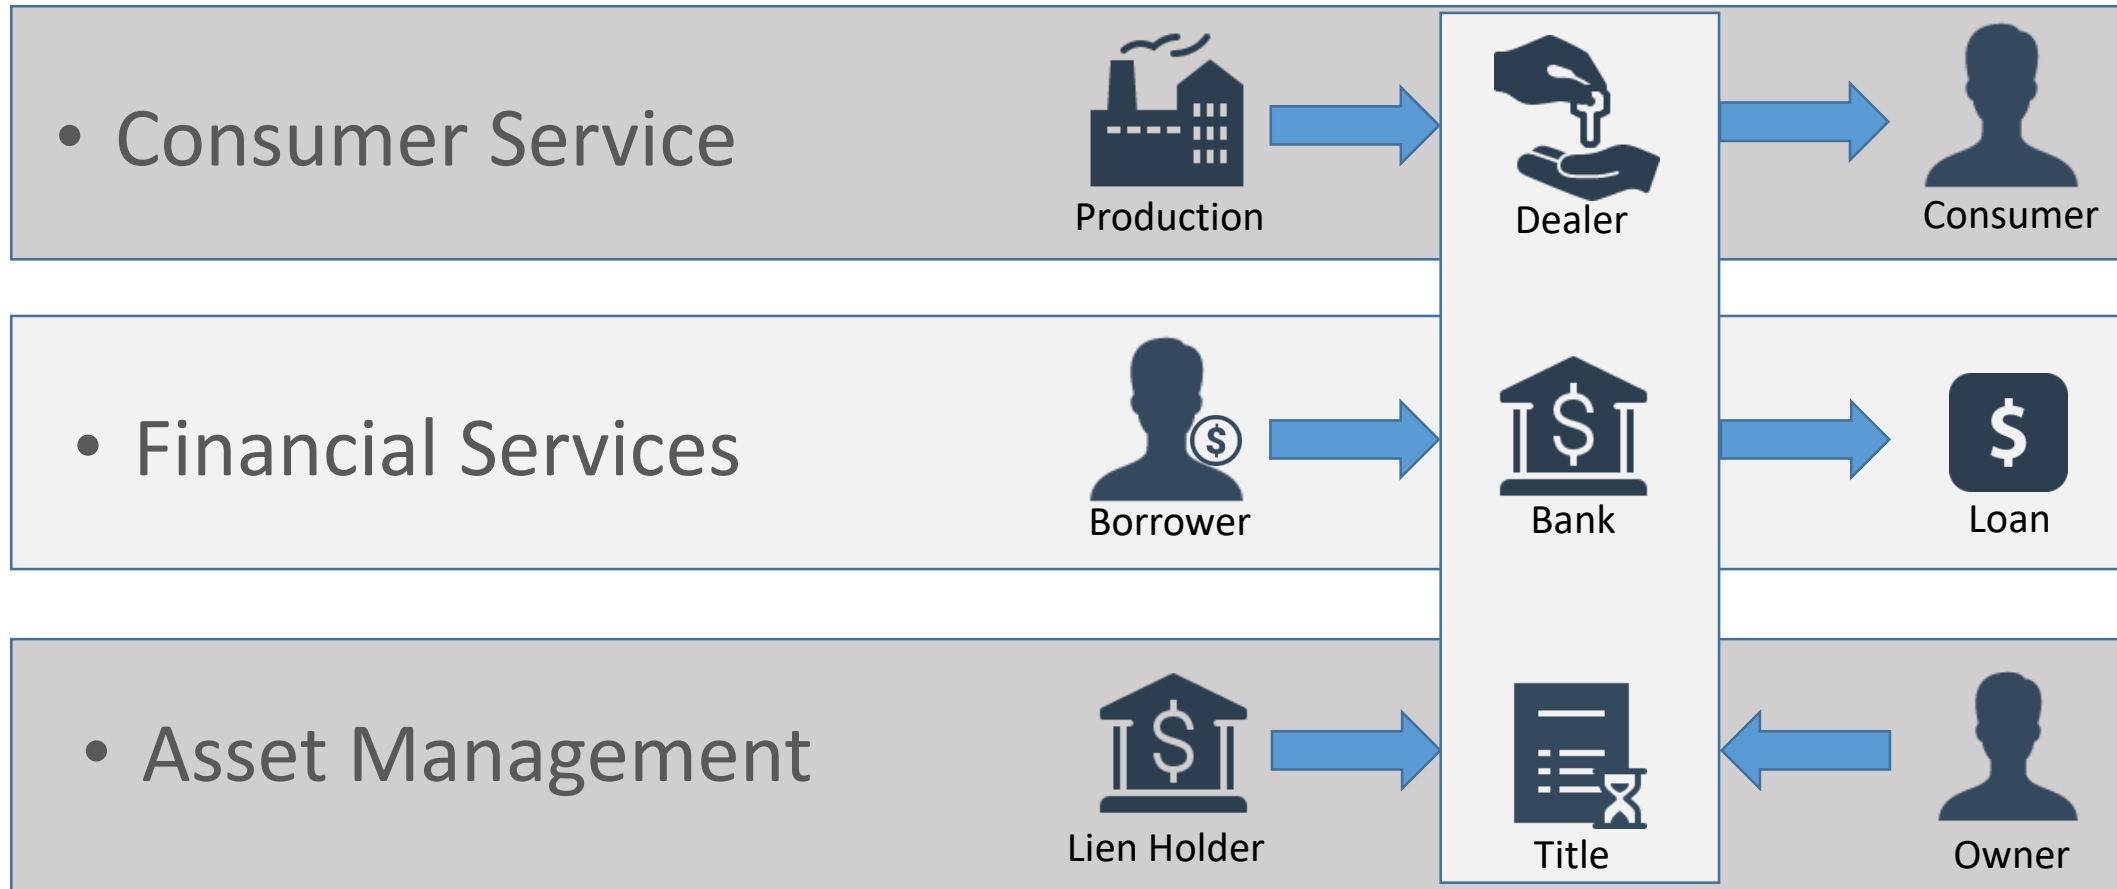 • Consumer Service
Production
Dealer
Consumer
• Financial Services
$
$
$
Borrower
Bank
Loan
• Asset Management
$
Lien Holder
Title
Owner